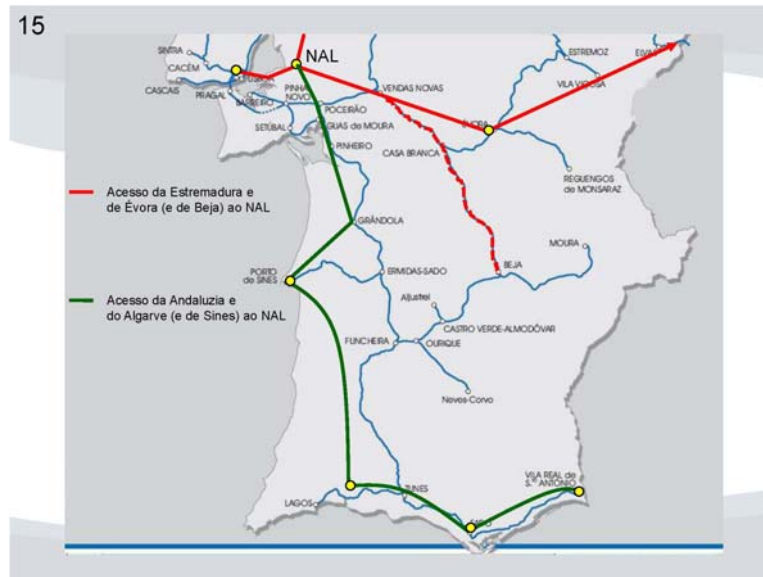 15
NAL
SINTRA
CACÉM
CASCAIS
PRAGAL
BARREIRO
PINHAL
NOVO
POCEIRÃO
SETÚBAL
ÁGUAS de MOURA
PINHEIRO
VENDAS NOVAS
ESTREMOZ
VILA VIÇOSA
ÉVORA
CASA BRANCA
REGUENGOS
de MONSARAZ
Acesso da Estremadura e
de Évora (e de Beja) ao NAL
GRÂNDOLA
MOURA
PORTO
de SINES
ERMIDAS-SADO
BEJA
Acesso da Andaluzia e
do Algarve (e de Sines) ao NAL
Aljustrel
CASTRO VERDE-ALMODÔVAR
FUNCHEIRA
OURIQUE
Neves-Corvo
LAGOS
TUNES
VILA REAL de
S.TO ANTÓNIO